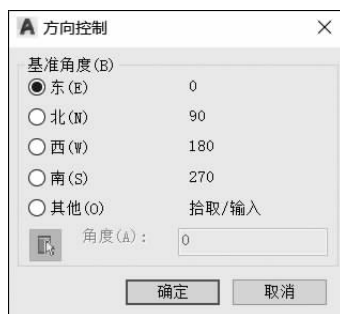 A 方向控制
基准角度(B)
东(E) 0
北(N) 90
西(W) 180
南(S) 270
其他(O) 拾取/输入
角度(A): 0
确定 取消